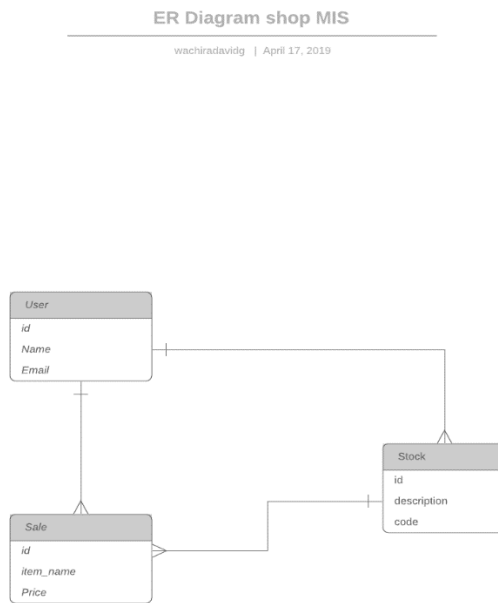 ER Diagram shop MIS
wachiradavidg | April 17, 2019
User
id
Name
Email
Stock
id
description
code
Sale
id
item_name
Price